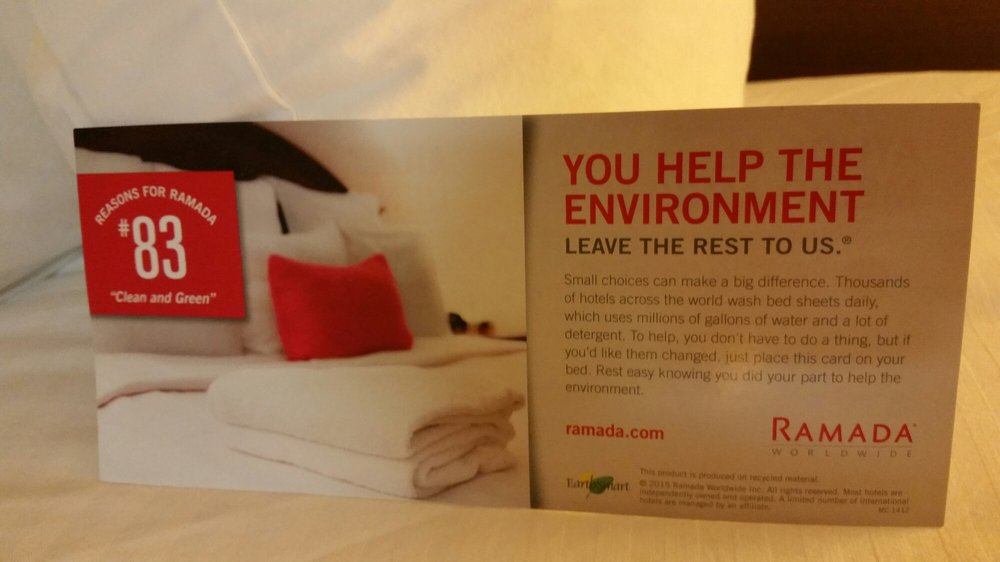 REASONS FOR RAMADA
#83
"Clean and Green"
YOU HELP THE
ENVIRONMENT
LEAVE THE REST TO US.®
Small choices can make a big difference. Thousands
of hotels across the world wash bed sheets daily,
which uses millions of gallons of water and a lot of
detergent. To help, you don't have to do a thing, but if
you'd like them changed, just place this card on your
bed. Rest easy knowing you did your part to help the
environment.
ramada.com
RAMADA®
WORLDWIDE
EarthSmart
This product is produced on recycled material.
© 2015 Ramada Worldwide Inc. All rights reserved. Most hotels are
independently owned and operated. A limited number of international
hotels are managed by an affiliate.
MC-1412